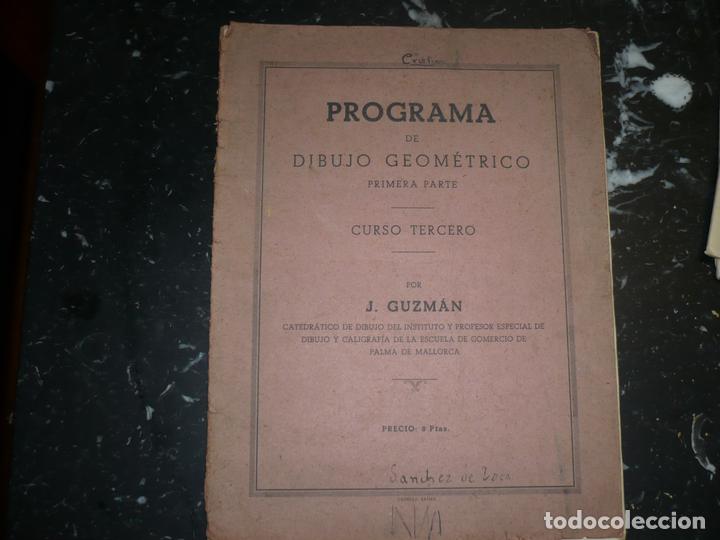 PROGRAMA
DE
DIBUJO GEOMÉTRICO
PRIMERA PARTE
CURSO TERCERO
POR
J. GUZMÁN
CATEDRÁTICO DE DIBUJO DEL INSTITUTO Y PROFESOR ESPECIAL DE
DIBUJO Y CALIGRAFÍA DE LA ESCUELA DE COMERCIO DE
PALMA DE MALLORCA
PRECIO: 8 Ptas.
Sanchez de
todocoleccion.net